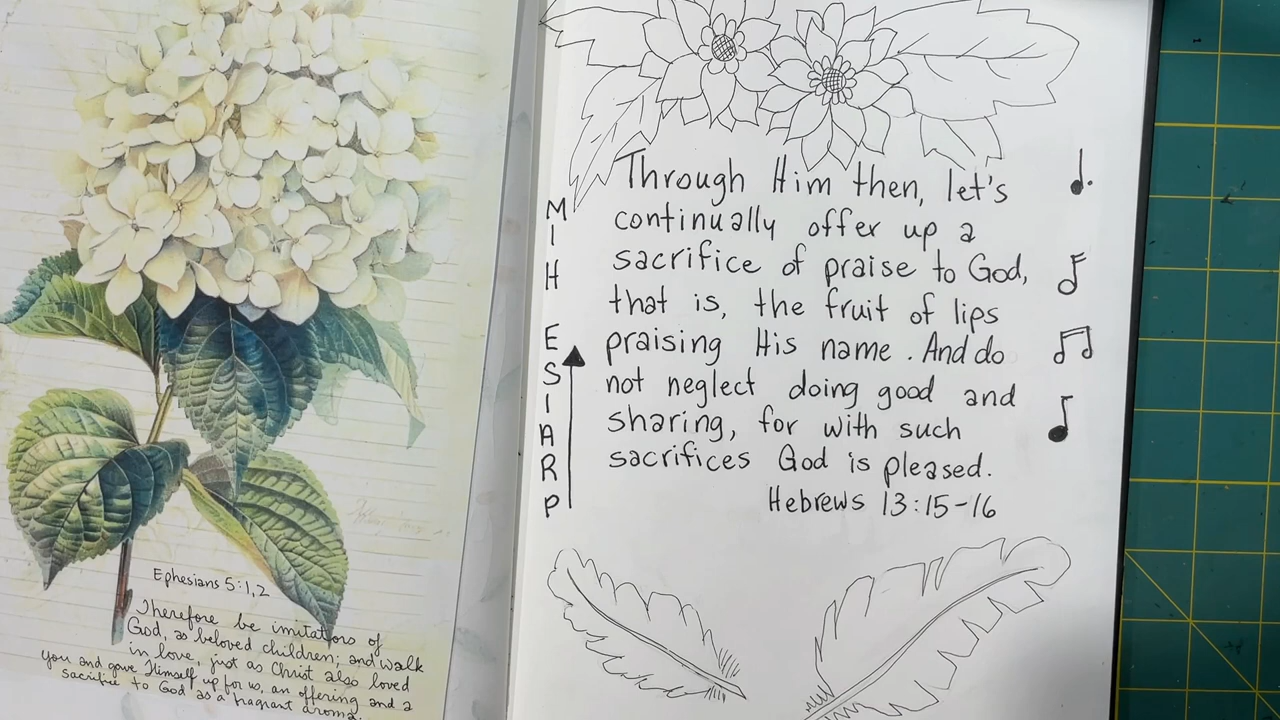 Ephesians 5:1,2
Therefore be imitators of
God, as beloved children; and walk
in love, just as Christ also loved
you and gave Himself up for us, an offering and a
sacrifice to God as a fragrant aroma.
M
I
H
E
S
I
A
R
P
Through Him then, let's
continually offer up a
sacrifice of praise to God,
that is, the fruit of lips
praising His name. And do
not neglect doing good and
sharing, for with such
sacrifices God is pleased.
Hebrews 13:15-16